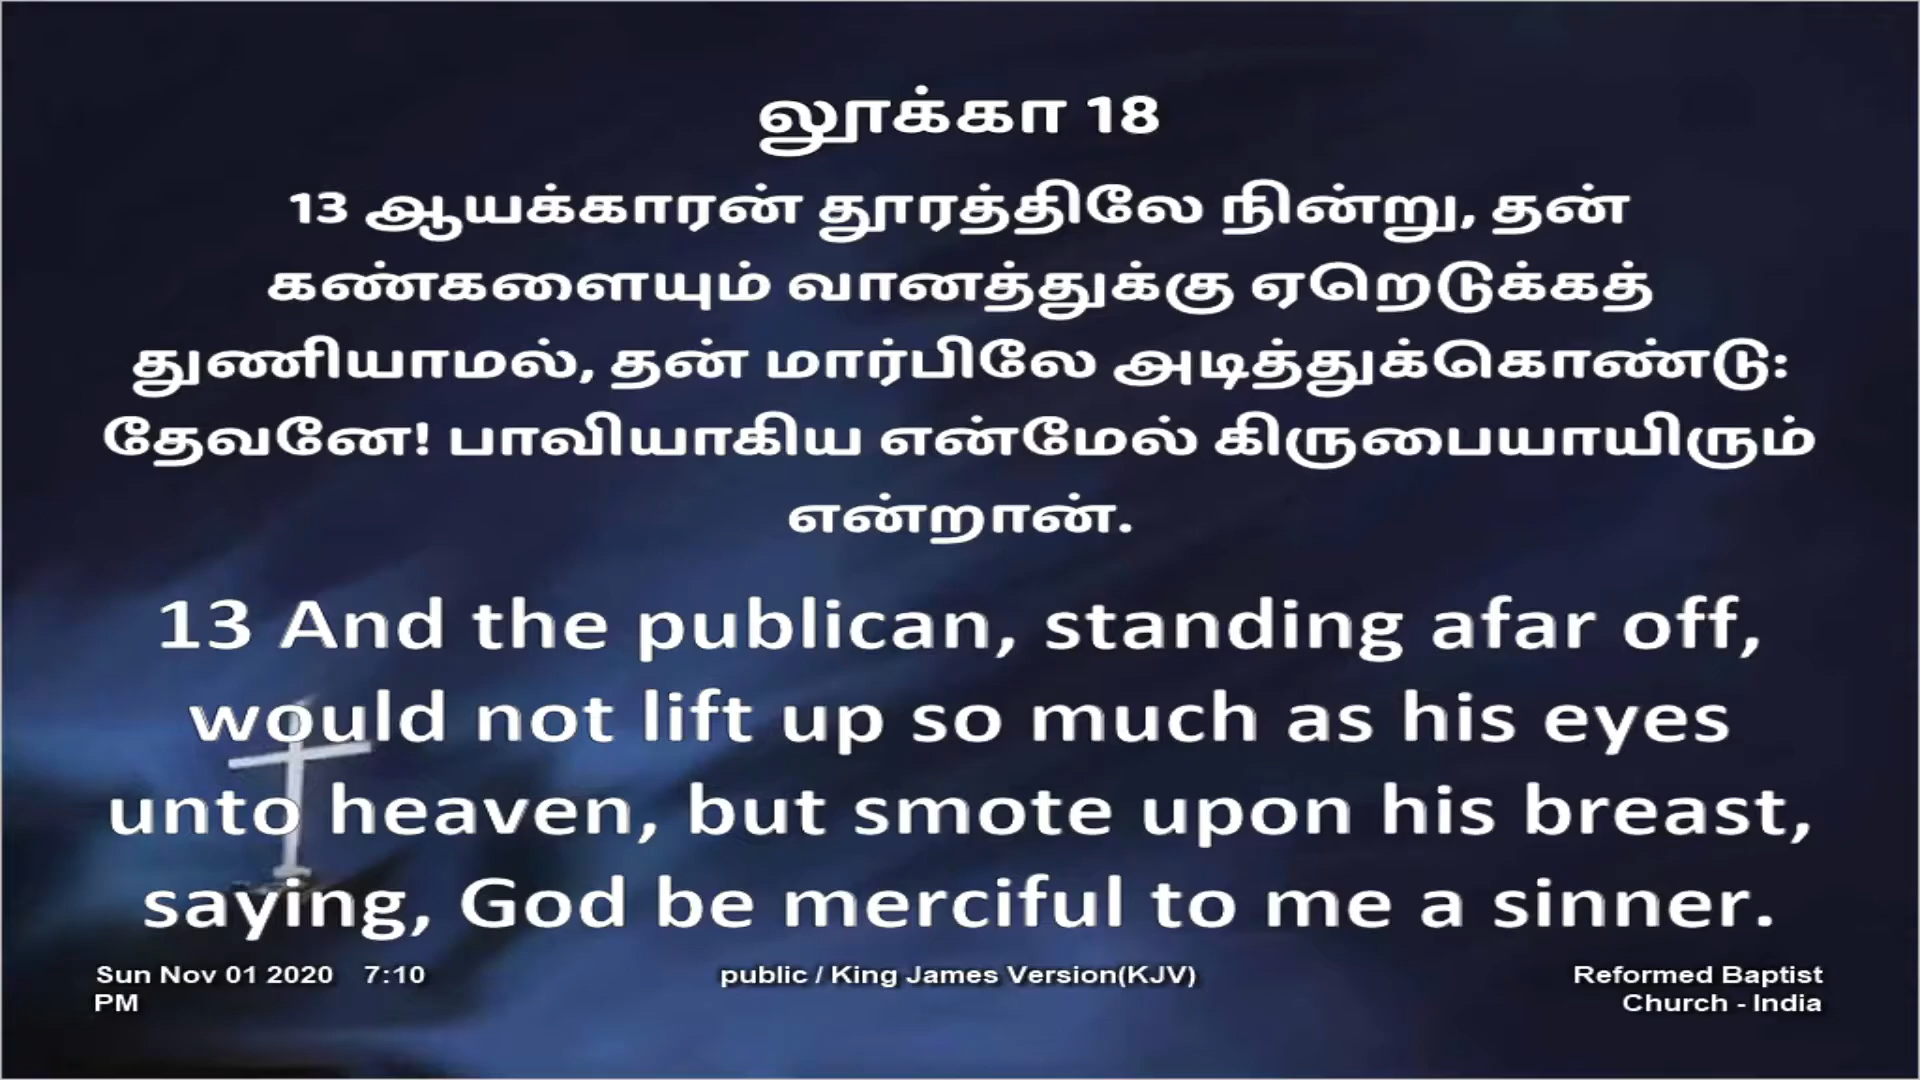 லூக்கா 18
13 ஆயக்காரன் தூரத்திலே நின்று, தன்
கண்களையும் வானத்துக்கு ஏறெடுக்கத்
துணியாமல், தன் மார்பிலே அடித்துக்கொண்டு:
தேவனே! பாவியாகிய என்மேல் கிருபையாயிரும்
என்றான்.
13 And the publican, standing afar off,
would not lift up so much as his eyes
unto heaven, but smote upon his breast,
saying, God be merciful to me a sinner.
Sun Nov 01 2020 7:10
PM
public / King James Version(KJV)
Reformed Baptist
Church - India